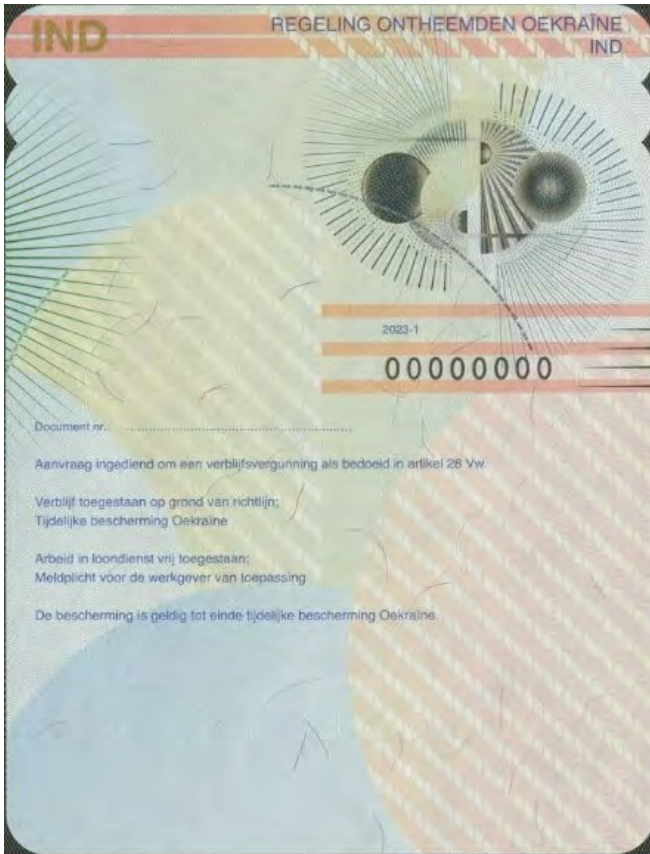 IND
REGELING ONTHEEMDEN OEKRAÏNE
IND
2023-1
00000000
Document nr. ........................................................
Aanvraag ingediend om een verblijfsvergunning als bedoeld in artikel 28 Vw.
Verblijf toegestaan op grond van richtlijn;
Tijdelijke bescherming Oekraïne
Arbeid in loondienst vrij toegestaan;
Meldplicht voor de werkgever van toepassing
De bescherming is geldig tot einde tijdelijke bescherming Oekraïne.